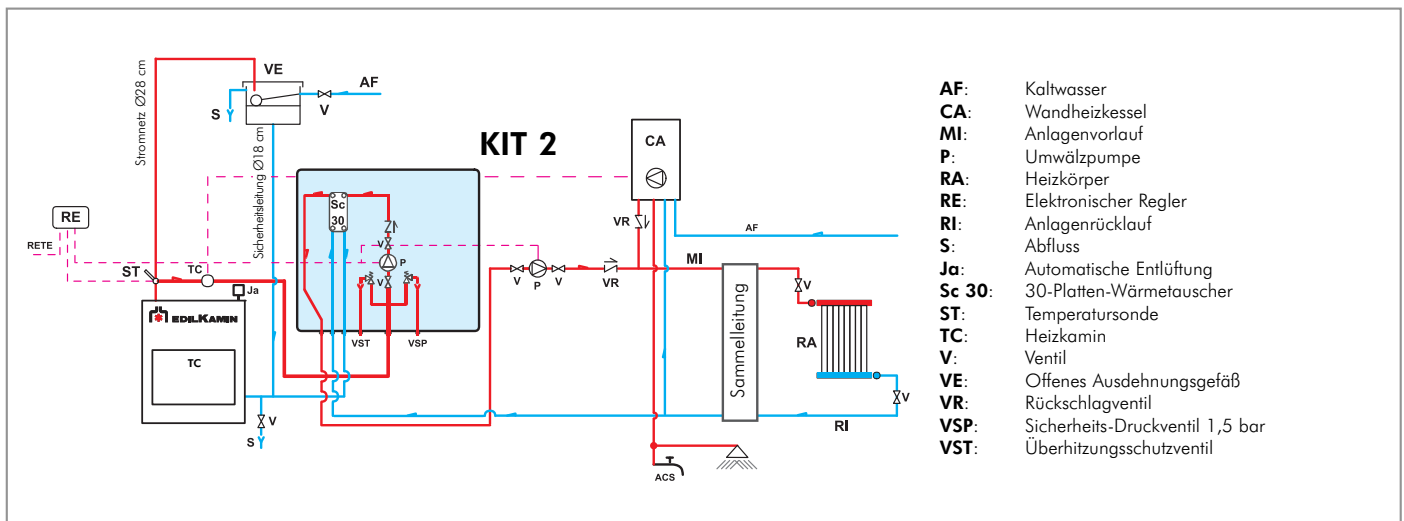 VE
AF
V
S
Stromnetz Ø28 cm
Sicherheitsleitung Ø18 cm
KIT 2
CA
Sc
30
RE
RETE
ST
TC
Ja
EDILKAMIN
TC
V
S
V
P
V
VST
VSP
V
P
V
VR
VR
AF
MI
Sammelleitung
V
RA
V
RI
ACS
AF: Kaltwasser
CA: Wandheizkessel
MI: Anlagenvorlauf
P: Umwälzpumpe
RA: Heizkörper
RE: Elektronischer Regler
RI: Anlagenrücklauf
S: Abfluss
Ja: Automatische Entlüftung
Sc 30: 30-Platten-Wärmetauscher
ST: Temperatursonde
TC: Heizkamin
V: Ventil
VE: Offenes Ausdehnungsgefäß
VR: Rückschlagventil
VSP: Sicherheits-Druckventil 1,5 bar
VST: Überhitzungsschutzventil